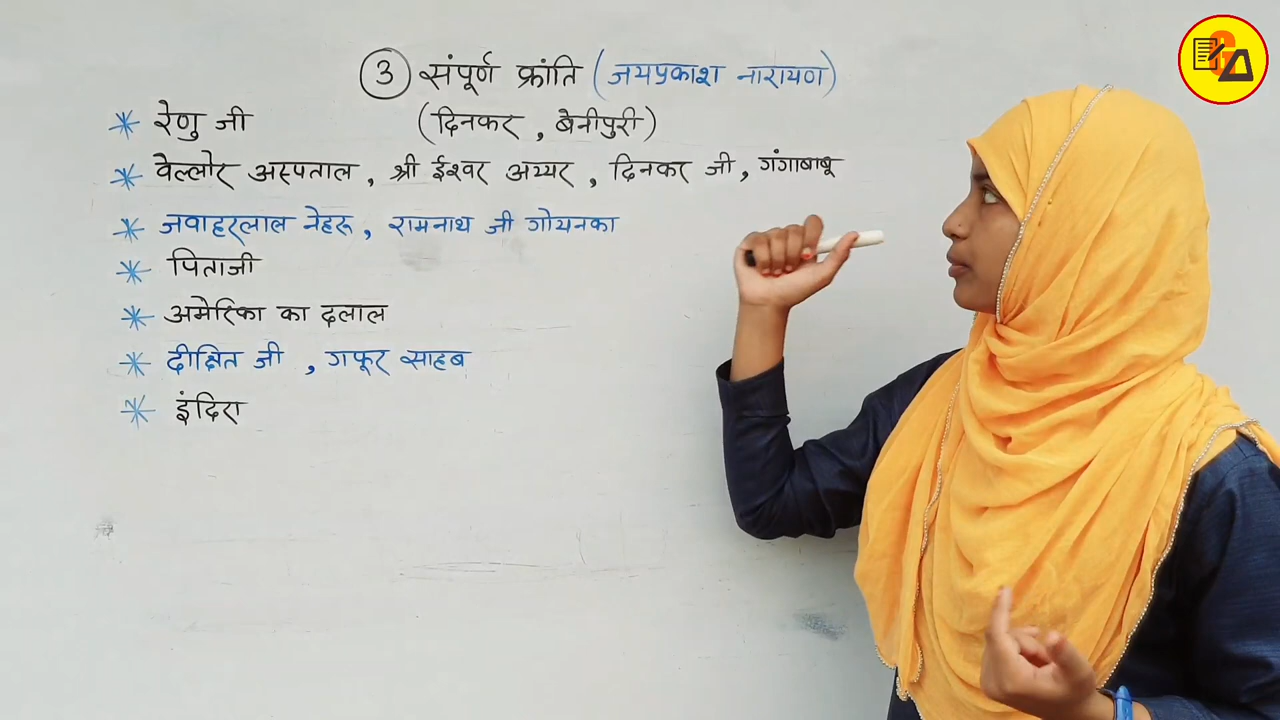 ③ संपूर्ण क्रांति (जयप्रकाश नारायण)
* रेणु जी (दिनकर, बेनीपुरी)
* वेल्लोर अस्पताल, श्री ईश्वर अय्यर, दिनकर जी, गंगाबाबू
* जवाहरलाल नेहरू, रामनाथ जी गोयनका
* पिताजी
* अमेरिका का दलाल
* दीक्षित जी, गफूर साहब
* इंदिरा